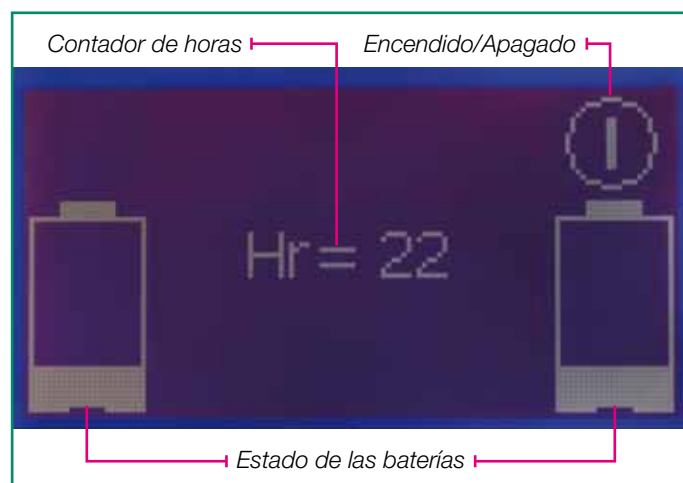 Contador de horas
Encendido/Apagado
Hr= 22
Estado de las baterías